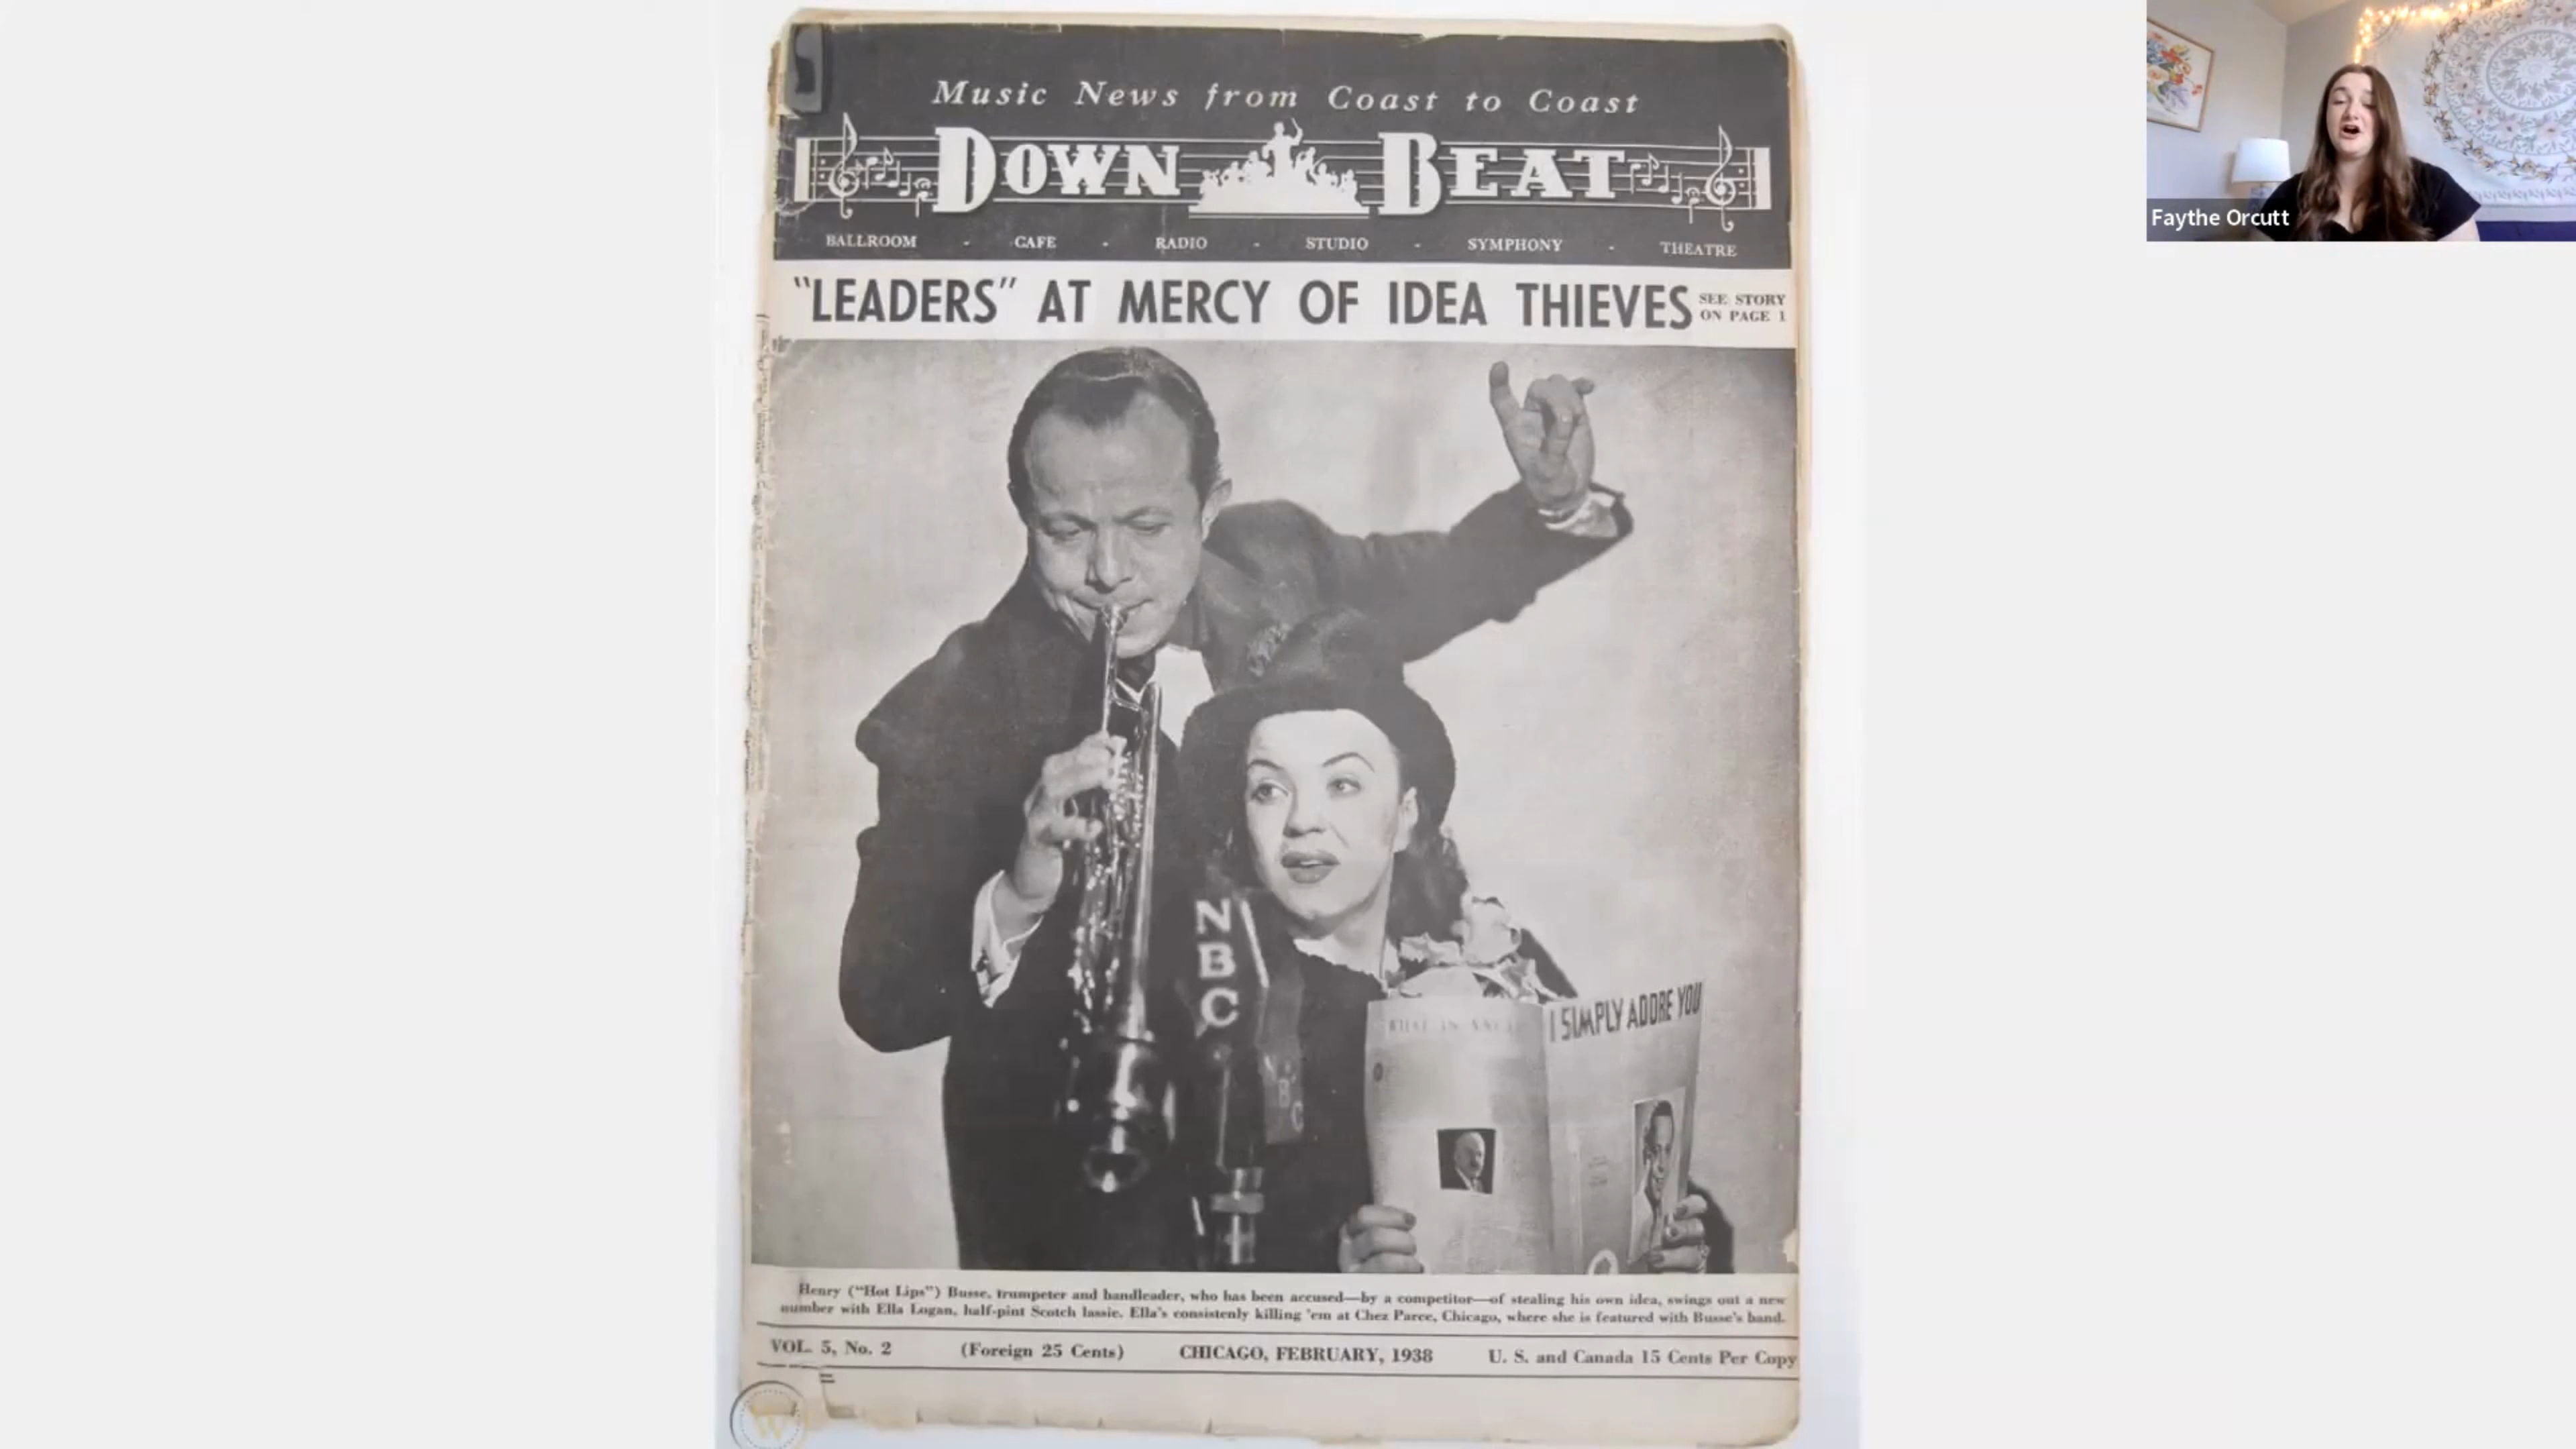 Music News from Coast to Coast
DOWN BEAT
BALLROOM - CAFE - RADIO - STUDIO - SYMPHONY - THEATRE
"LEADERS" AT MERCY OF IDEA THIEVES
SEE STORY
ON PAGE 1
NBC
NBC
I SIMPLY ADORE YOU
Henry ("Hot Lips") Busse, trumpeter and bandleader, who has been accused—by a competitor—of stealing his own idea, swings out a new
number with Ella Logan, half-pint Scotch lassie. Ella's consistenly killing 'em at Chez Paree, Chicago, where she is featured with Busse's band.
VOL. 5, No. 2 (Foreign 25 Cents) CHICAGO, FEBRUARY, 1938 U. S. and Canada 15 Cents Per Copy
W
Faythe Orcutt